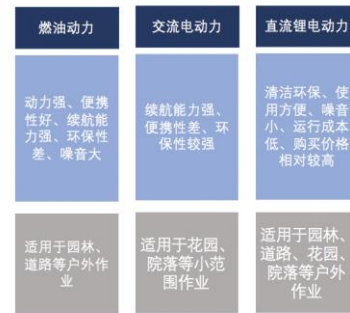 燃油动力
交流电动力
直流锂电动力
动力强、便携
性好、续航能
力强、环保性
差、噪音大
续航能力强、
便携性差、环
保性较强
清洁环保、使
用方便、噪音
小、运行成本
低、购买价格
相对较高
适用于园林、
道路等户外作
业
适用于花园、
院落等小范
围作业
适用于园林、
道路、花园、
院落等户外
作业